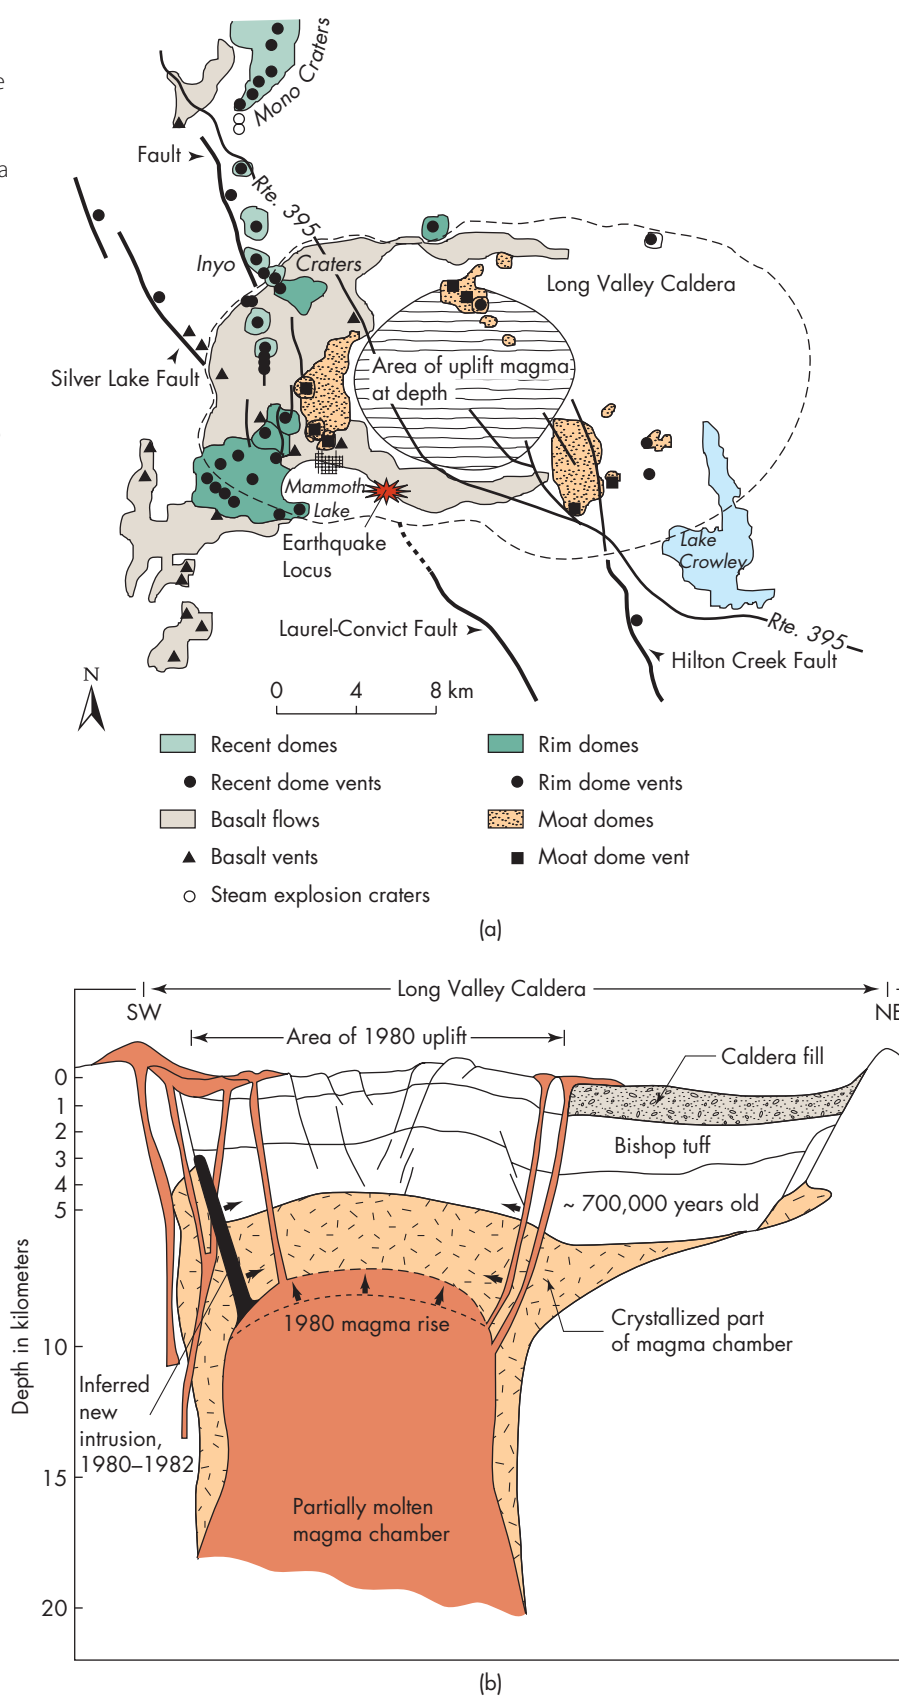 e
a
Mono Craters
Fault
Rte. 395
Inyo Craters
Long Valley Caldera
Silver Lake Fault
Area of uplift magma
at depth
Mammoth
Lake
Earthquake
Locus
Lake
Crowley
Laurel-Convict Fault
Rte. 395
Hilton Creek Fault
N
0 4 8 km
Recent domes
Rim domes
Recent dome vents
Rim dome vents
Basalt flows
Moat domes
Basalt vents
Moat dome vent
Steam explosion craters
(a)
Long Valley Caldera
SW
NE
Area of 1980 uplift
Caldera fill
0
1
2
3
4
5
10
15
20
Depth in kilometers
Bishop tuff
~ 700,000 years old
1980 magma rise
Crystallized part
of magma chamber
Inferred
new
intrusion,
1980–1982
Partially molten
magma chamber
(b)